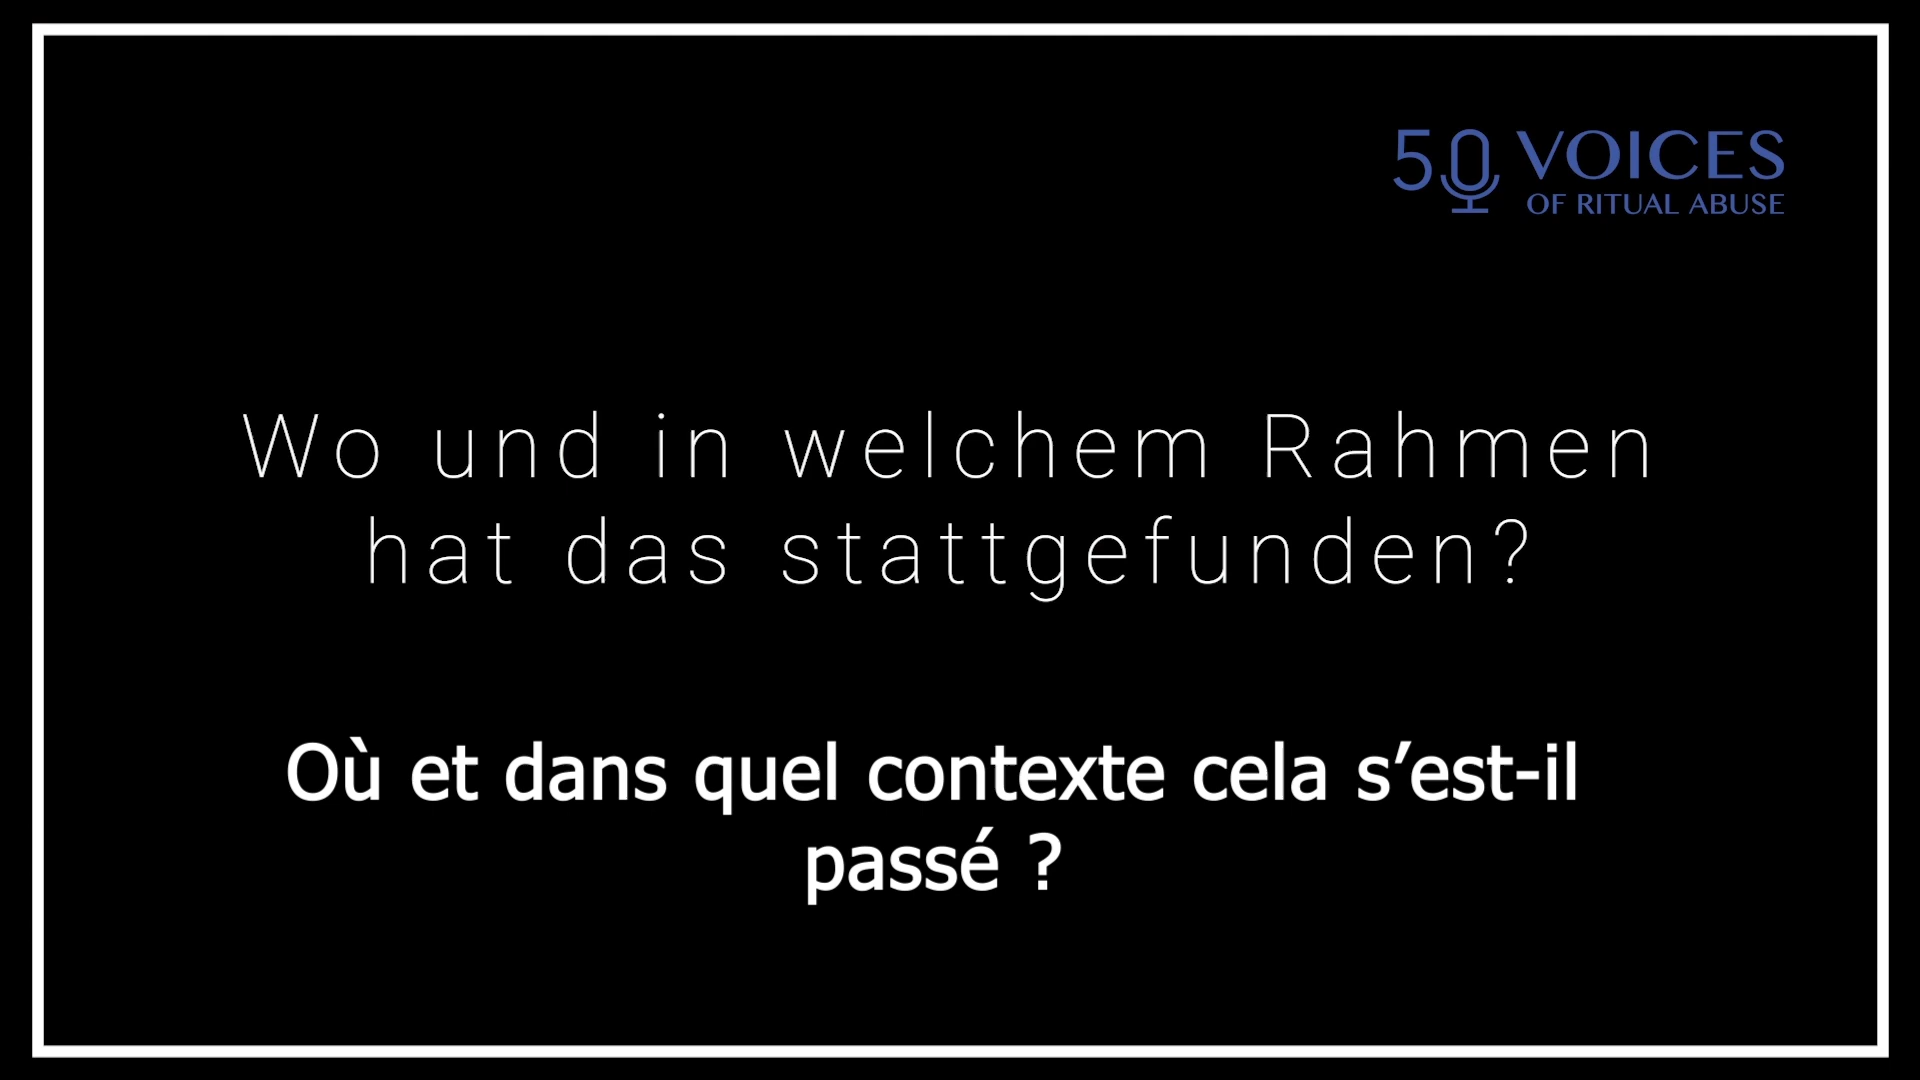 50 VOICES
OF RITUAL ABUSE
Wo und in welchem Rahmen
hat das stattgefunden?
Où et dans quel contexte cela s’est-il
passé ?